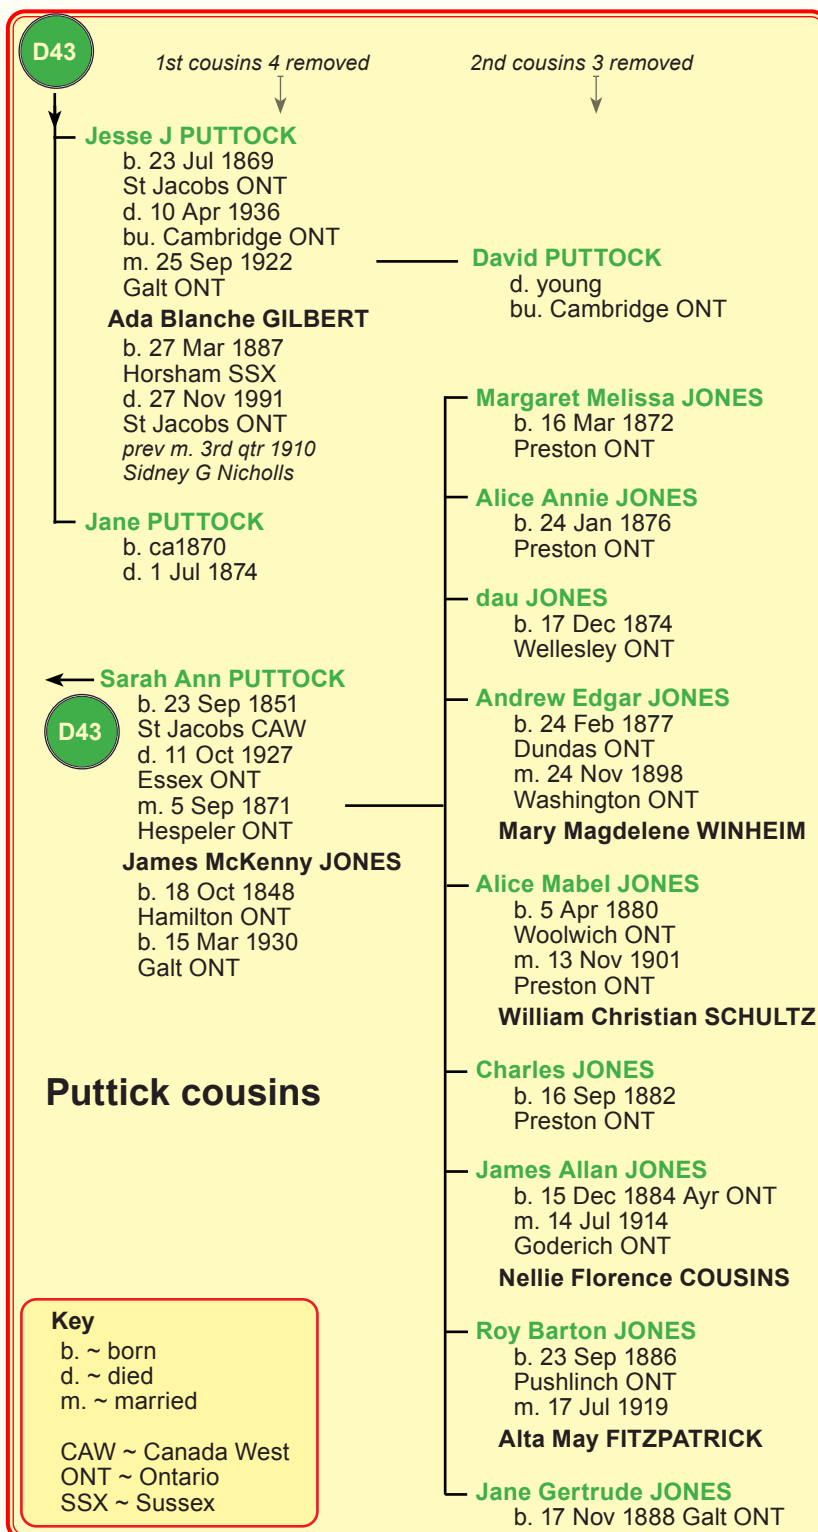 D43
1st cousins 4 removed
2nd cousins 3 removed
Jesse J PUTTOCK
b. 23 Jul 1869
St Jacobs ONT
d. 10 Apr 1936
bu. Cambridge ONT
m. 25 Sep 1922
Galt ONT
Ada Blanche GILBERT
b. 27 Mar 1887
Horsham SSX
d. 27 Nov 1991
St Jacobs ONT
prev m. 3rd qtr 1910
Sidney G Nicholls
Jane PUTTOCK
b. ca1870
d. 1 Jul 1874
David PUTTOCK
d. young
bu. Cambridge ONT
Sarah Ann PUTTOCK
D43
b. 23 Sep 1851
St Jacobs CAW
d. 11 Oct 1927
Essex ONT
m. 5 Sep 1871
Hespeler ONT
James McKenny JONES
b. 18 Oct 1848
Hamilton ONT
b. 15 Mar 1930
Galt ONT
Margaret Melissa JONES
b. 16 Mar 1872
Preston ONT
Alice Annie JONES
b. 24 Jan 1876
Preston ONT
dau JONES
b. 17 Dec 1874
Wellesley ONT
Andrew Edgar JONES
b. 24 Feb 1877
Dundas ONT
m. 24 Nov 1898
Washington ONT
Mary Magdelene WINHEIM
Alice Mabel JONES
b. 5 Apr 1880
Woolwich ONT
m. 13 Nov 1901
Preston ONT
William Christian SCHULTZ
Charles JONES
b. 16 Sep 1882
Preston ONT
James Allan JONES
b. 15 Dec 1884 Ayr ONT
m. 14 Jul 1914
Goderich ONT
Nellie Florence COUSINS
Roy Barton JONES
b. 23 Sep 1886
Pushlinch ONT
m. 17 Jul 1919
Alta May FITZPATRICK
Jane Gertrude JONES
b. 17 Nov 1888 Galt ONT
Puttick cousins
Key
b. ~ born
d. ~ died
m. ~ married
CAW ~ Canada West
ONT ~ Ontario
SSX ~ Sussex